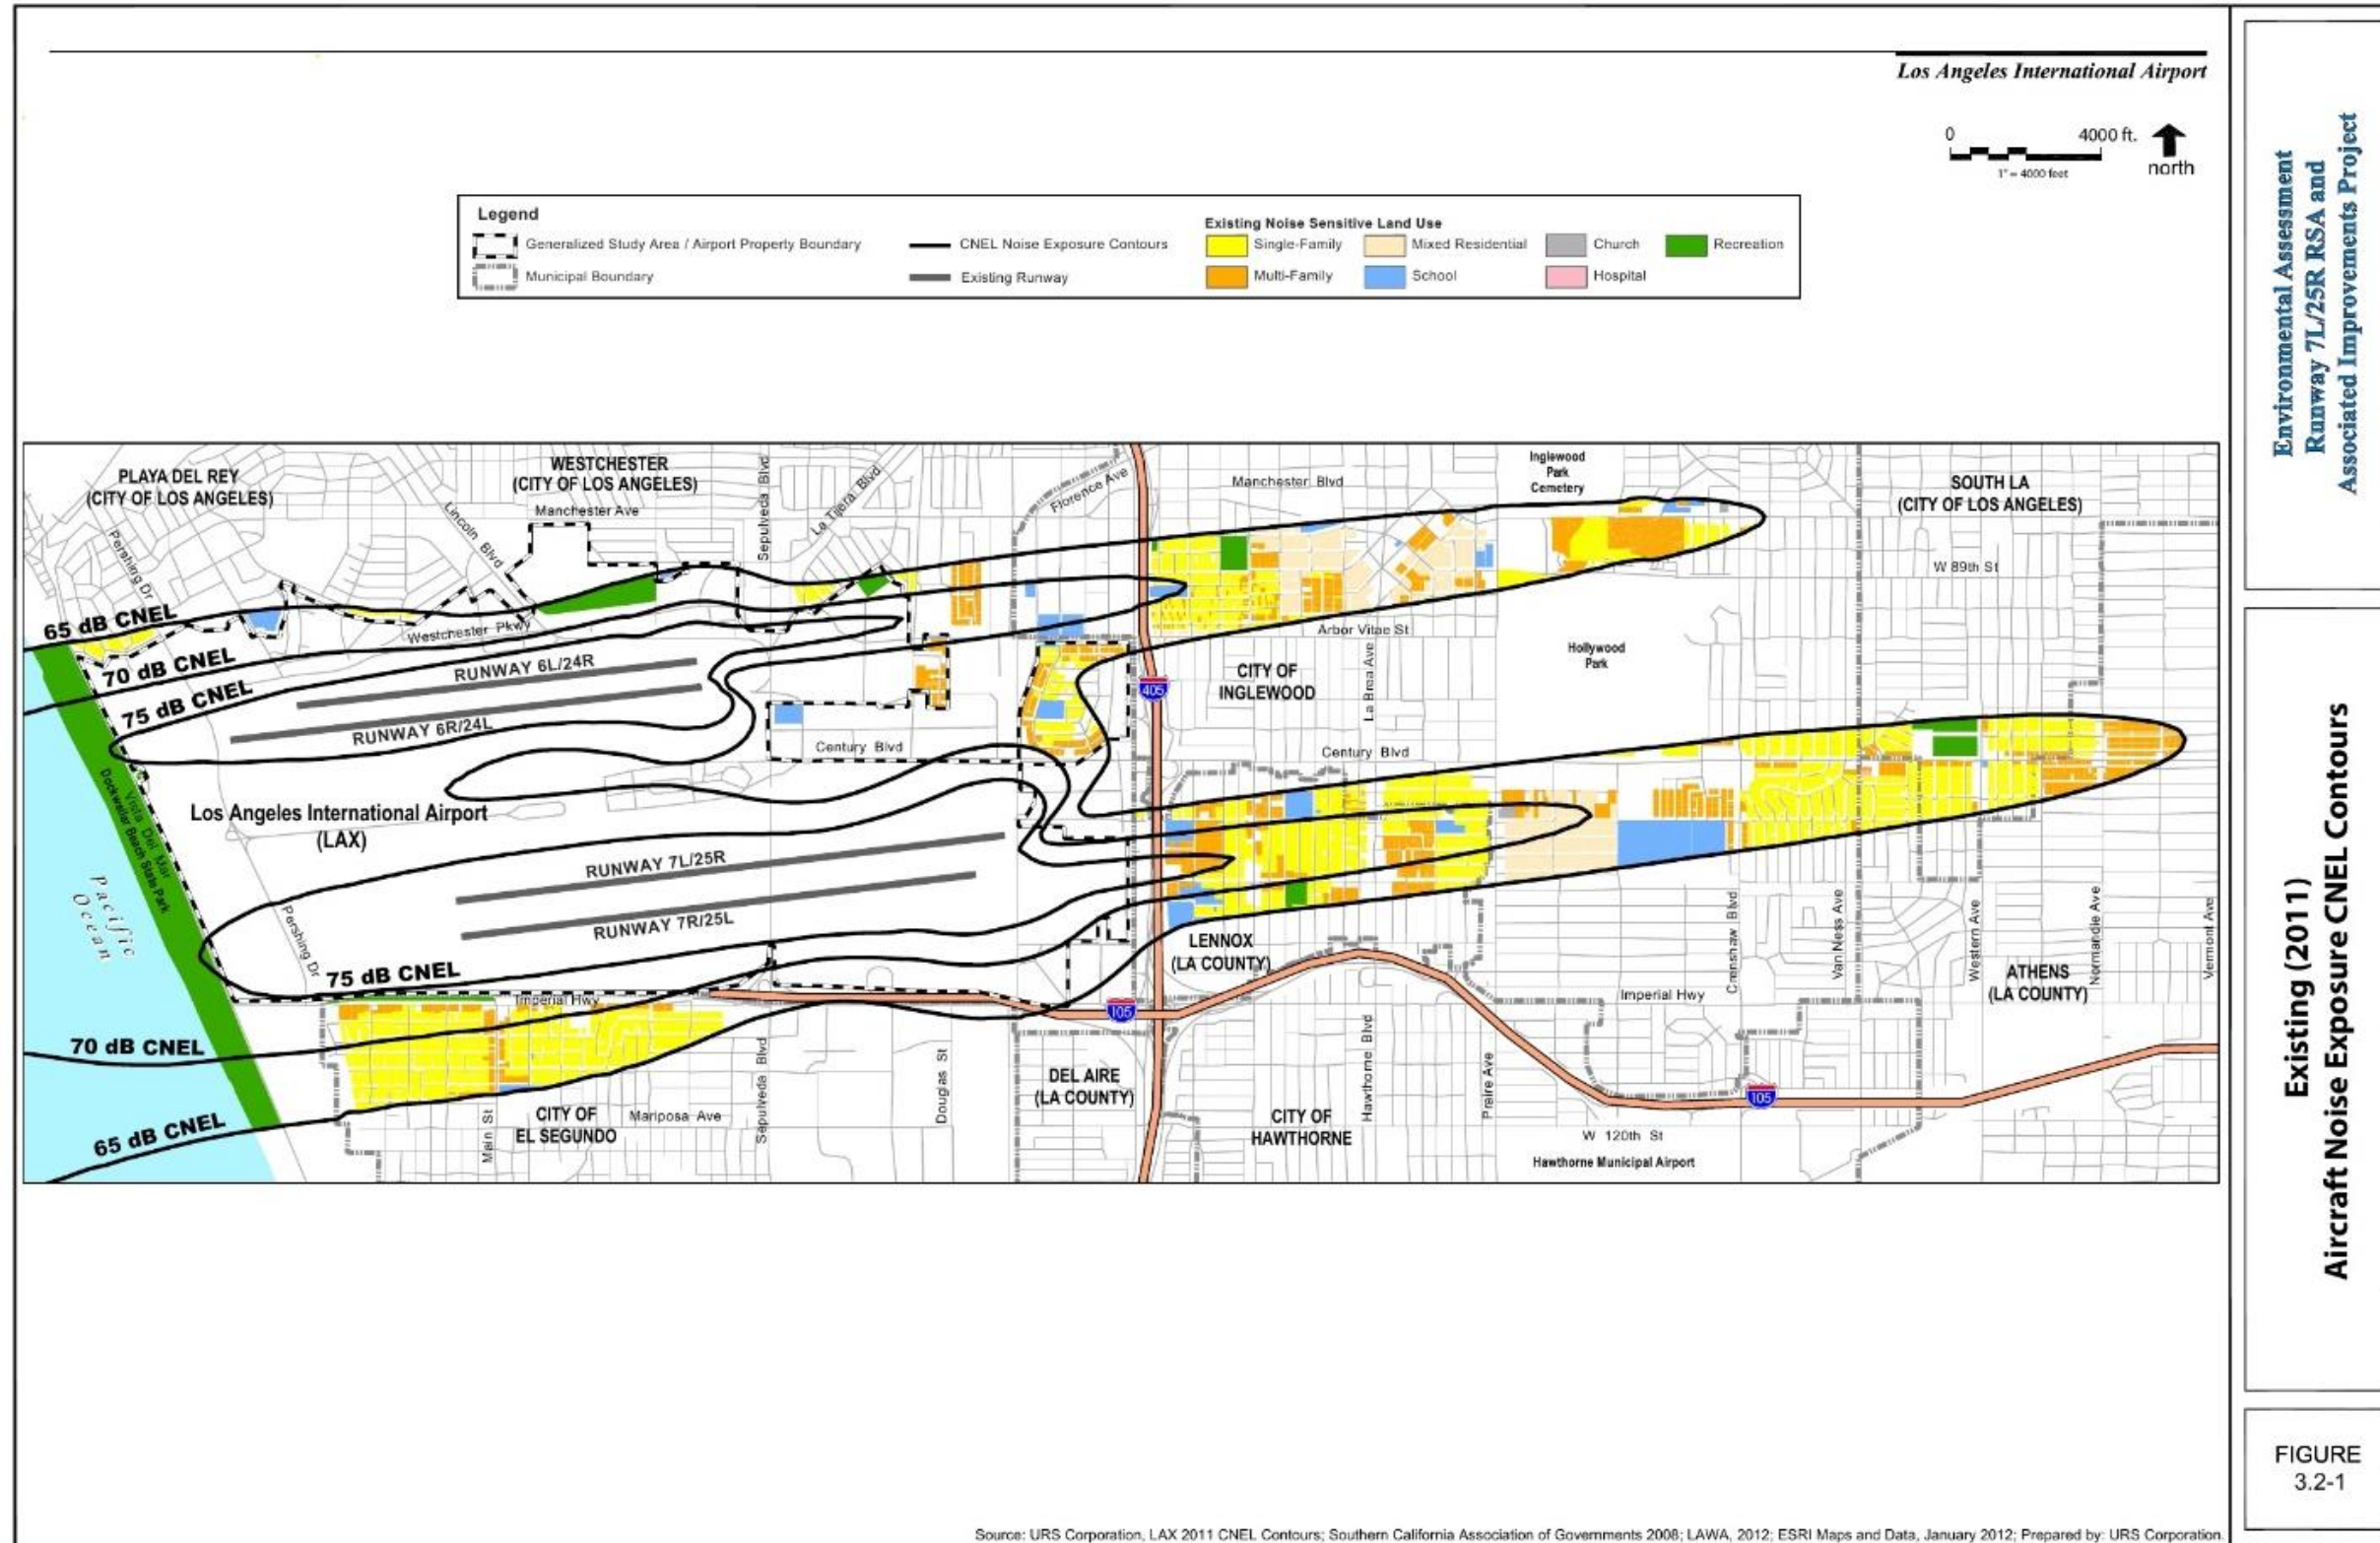 Los Angeles International Airport
0 4000 ft.
1" = 4000 feet
north
Legend
Generalized Study Area / Airport Property Boundary
Municipal Boundary
CNEL Noise Exposure Contours
Existing Runway
Existing Noise Sensitive Land Use
Single-Family
Multi-Family
Mixed Residential
School
Church
Hospital
Recreation
PLAYA DEL REY
(CITY OF LOS ANGELES)
WESTCHESTER
(CITY OF LOS ANGELES)
Manchester Ave
Lincoln Blvd
Pershing Dr
Sepulveda Blvd
La Tijera Blvd
Florence Ave
Manchester Blvd
Inglewood
Park
Cemetery
SOUTH LA
(CITY OF LOS ANGELES)
W 89th St
65 dB CNEL
70 dB CNEL
75 dB CNEL
Westchester Pkwy
RUNWAY 6L/24R
RUNWAY 6R/24L
Arbor Vitae St
Hollywood
Park
CITY OF
INGLEWOOD
La Brea Ave
405
Century Blvd
Century Blvd
Los Angeles International Airport
(LAX)
Vista Del Mar
Dockweiler Beach State Park
Pacific
Ocean
RUNWAY 7L/25R
RUNWAY 7R/25L
Pershing Dr
75 dB CNEL
Imperial Hwy
70 dB CNEL
65 dB CNEL
LENNOX
(LA COUNTY)
105
DEL AIRE
(LA COUNTY)
CITY OF
EL SEGUNDO
Main St
Mariposa Ave
Sepulveda Blvd
Douglas St
CITY OF
HAWTHORNE
Hawthorne Blvd
Prairie Ave
Imperial Hwy
Crenshaw Blvd
Van Ness Ave
Western Ave
ATHENS
(LA COUNTY)
Normandie Ave
Vermont Ave
105
W 120th St
Hawthorne Municipal Airport
Environmental Assessment
Runway 7L/25R RSA and
Associated Improvements Project
Existing (2011)
Aircraft Noise Exposure CNEL Contours
FIGURE
3.2-1
Source: URS Corporation, LAX 2011 CNEL Contours; Southern California Association of Governments 2008; LAWA, 2012; ESRI Maps and Data, January 2012; Prepared by: URS Corporation.